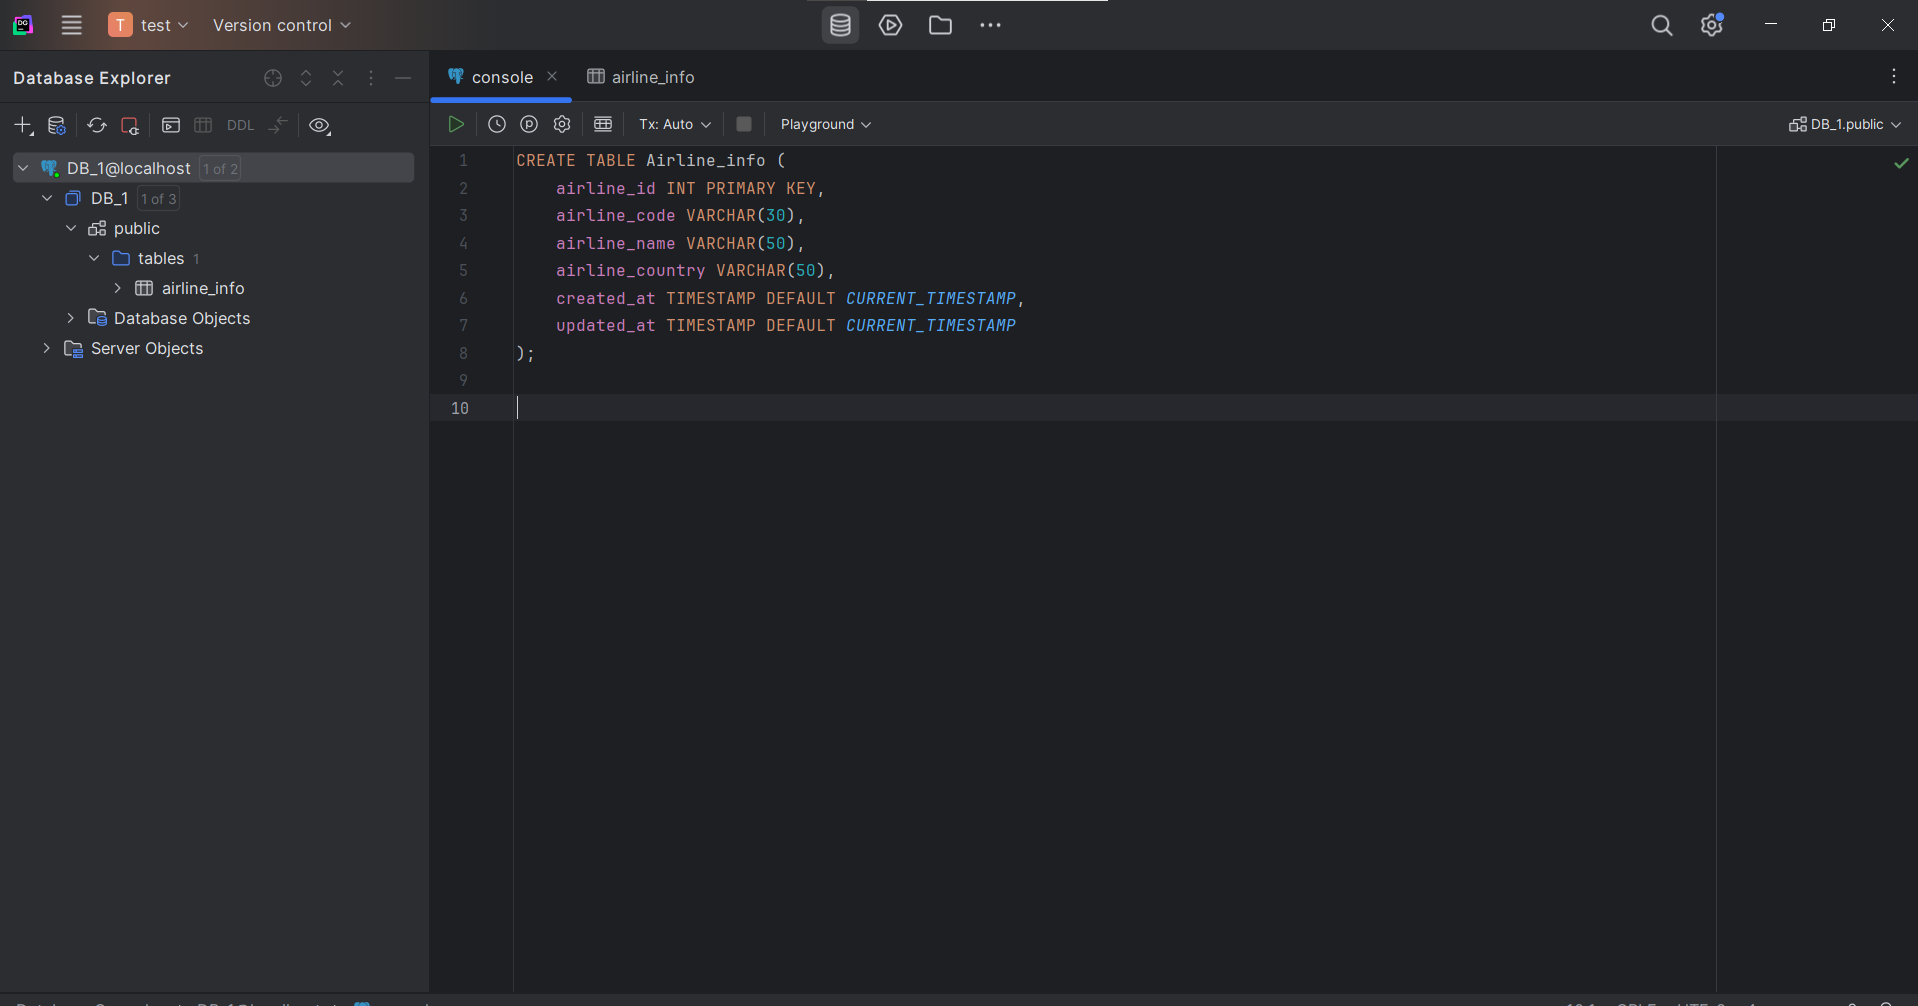 DG
T test Version control
Database Explorer
console
airline_info
DDL
Tx: Auto
Playground
DB_1.public
DB_1@localhost 1 of 2
DB_1 1 of 3
public
tables 1
airline_info
Database Objects
Server Objects
1 CREATE TABLE Airline_info (
2 airline_id INT PRIMARY KEY,
3 airline_code VARCHAR(30),
4 airline_name VARCHAR(50),
5 airline_country VARCHAR(50),
6 created_at TIMESTAMP DEFAULT CURRENT_TIMESTAMP,
7 updated_at TIMESTAMP DEFAULT CURRENT_TIMESTAMP
8 );
9
10